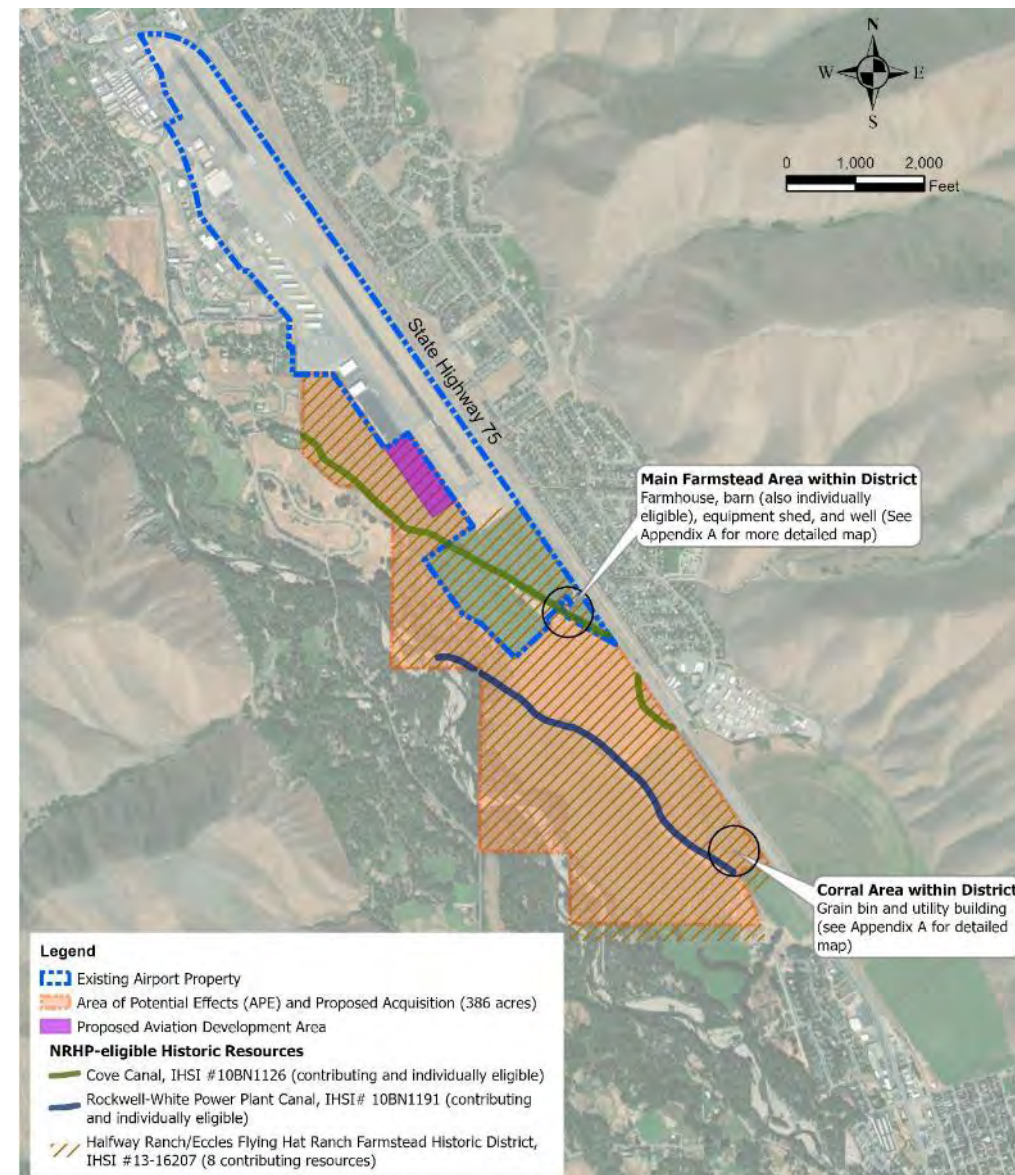 N
W E
S
0 1,000 2,000
Feet
State Highway 75
Main Farmstead Area within District
Farmhouse, barn (also individually
eligible), equipment shed, and well (See
Appendix A for more detailed map)
Corral Area within District
Grain bin and utility building
(see Appendix A for detailed
map)
Legend
Existing Airport Property
Area of Potential Effects (APE) and Proposed Acquisition (386 acres)
Proposed Aviation Development Area
NRHP-eligible Historic Resources
Cove Canal, IHSI #10BN1126 (contributing and individually eligible)
Rockwell-White Power Plant Canal, IHSI# 10BN1191 (contributing
and individually eligible)
Halfway Ranch/Eccles Flying Hat Ranch Farmstead Historic District,
IHSI #13-16207 (8 contributing resources)